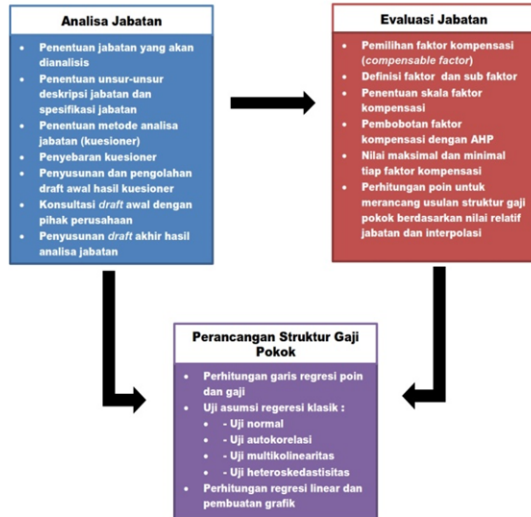 Analisa Jabatan
Penentuan jabatan yang akan
dianalisis
Penentuan unsur-unsur
deskripsi jabatan dan
spesifikasi jabatan
Penentuan metode analisa
jabatan (kuesioner)
Penyebaran kuesioner
Penyusunan dan pengolahan
draft awal hasil kuesioner
Konsultasi draft awal dengan
pihak perusahaan
Penyusunan draft akhir hasil
analisa jabatan
Evaluasi Jabatan
Pemilihan faktor kompensasi
(compensable factor)
Definisi faktor dan sub faktor
Penentuan skala faktor
kompensasi
Pembobotan faktor
kompensasi dengan AHP
Nilai maksimal dan minimal
tiap faktor kompensasi
Perhitungan poin untuk
merancang usulan struktur gaji
pokok berdasarkan nilai relatif
jabatan dan interpolasi
Perancangan Struktur Gaji
Pokok
Perhitungan garis regresi poin
dan gaji
Uji asumsi regeresi klasik :
- Uji normal
- Uji autokorelasi
- Uji multikolinearitas
- Uji heteroskedastisitas
Perhitungan regresi linear dan
pembuatan grafik